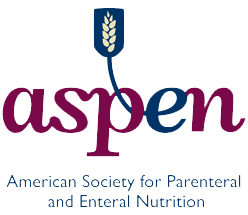 aspen
American Society for Parenteral
and Enteral Nutrition